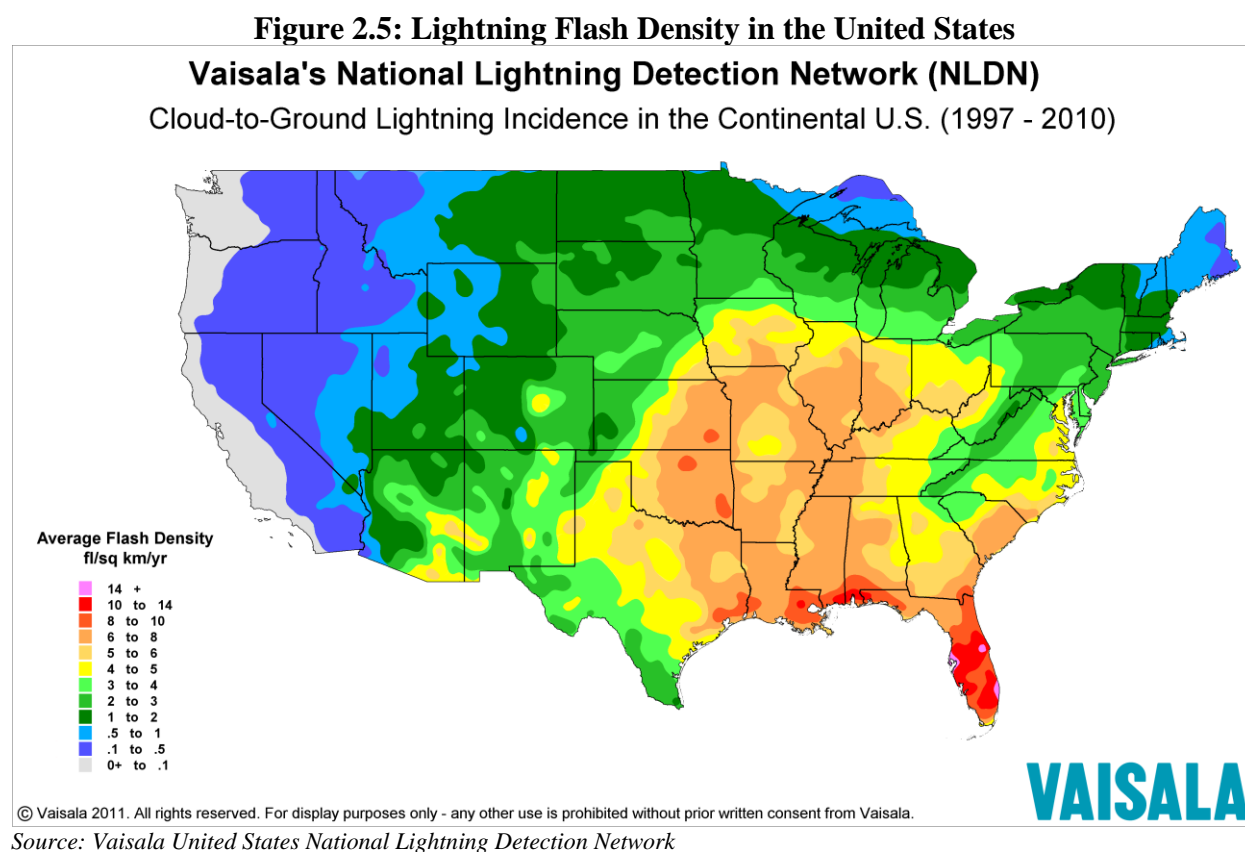 Figure 2.5: Lightning Flash Density in the United States
Vaisala's National Lightning Detection Network (NLDN)
Cloud-to-Ground Lightning Incidence in the Continental U.S. (1997 - 2010)
Average Flash Density
fl/sq km/yr
14 +
10 to 14
8 to 10
6 to 8
5 to 6
4 to 5
3 to 4
2 to 3
1 to 2
.5 to 1
.1 to .5
0+ to .1
VAISALA
© Vaisala 2011. All rights reserved. For display purposes only - any other use is prohibited without prior written consent from Vaisala.
Source: Vaisala United States National Lightning Detection Network